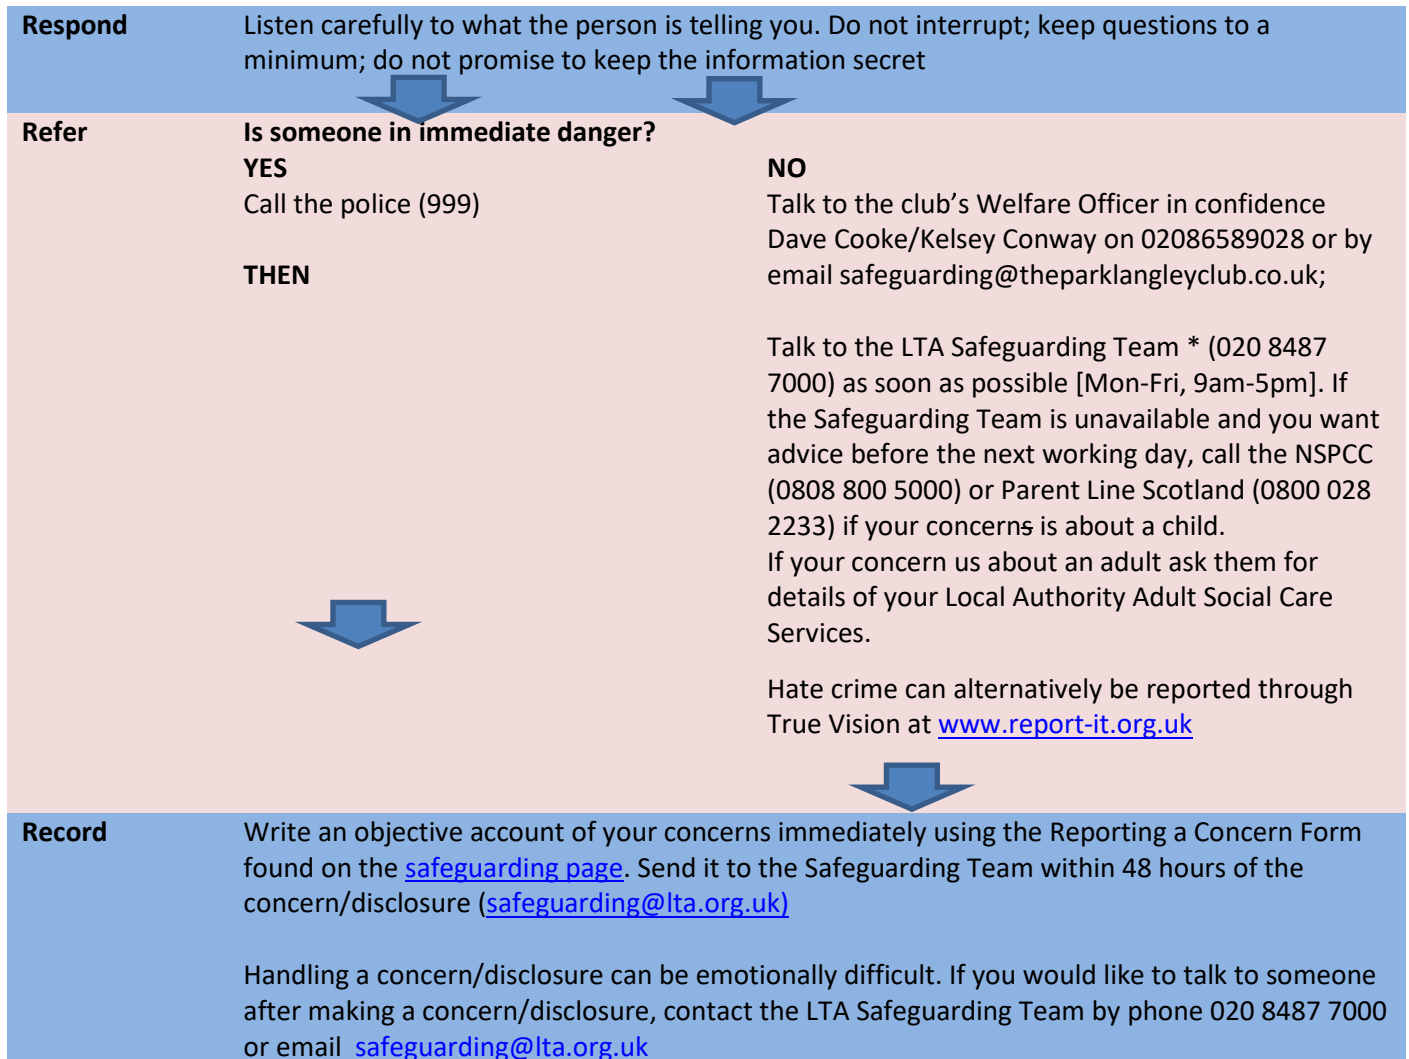 Respond
Listen carefully to what the person is telling you. Do not interrupt; keep questions to a
minimum; do not promise to keep the information secret
Refer
Is someone in immediate danger?
YES
Call the police (999)
THEN
NO
Talk to the club’s Welfare Officer in confidence
Dave Cooke/Kelsey Conway on 02086589028 or by
email safeguarding@theparklangleyclub.co.uk;
Talk to the LTA Safeguarding Team * (020 8487
7000) as soon as possible [Mon-Fri, 9am-5pm]. If
the Safeguarding Team is unavailable and you want
advice before the next working day, call the NSPCC
(0808 800 5000) or Parent Line Scotland (0800 028
2233) if your concerns is about a child.
If your concern us about an adult ask them for
details of your Local Authority Adult Social Care
Services.
Hate crime can alternatively be reported through
True Vision at www.report-it.org.uk
Record
Write an objective account of your concerns immediately using the Reporting a Concern Form
found on the safeguarding page. Send it to the Safeguarding Team within 48 hours of the
concern/disclosure (safeguarding@lta.org.uk)
Handling a concern/disclosure can be emotionally difficult. If you would like to talk to someone
after making a concern/disclosure, contact the LTA Safeguarding Team by phone 020 8487 7000
or email safeguarding@lta.org.uk